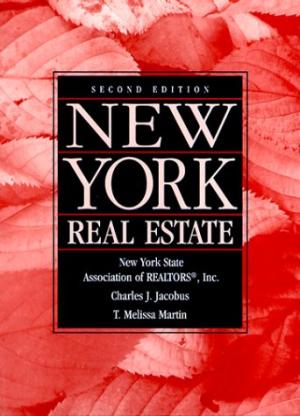 SECOND EDITION
NEW
YORK
REAL ESTATE
New York State
Association of REALTORS®, Inc.
Charles J. Jacobus
T. Melissa Martin